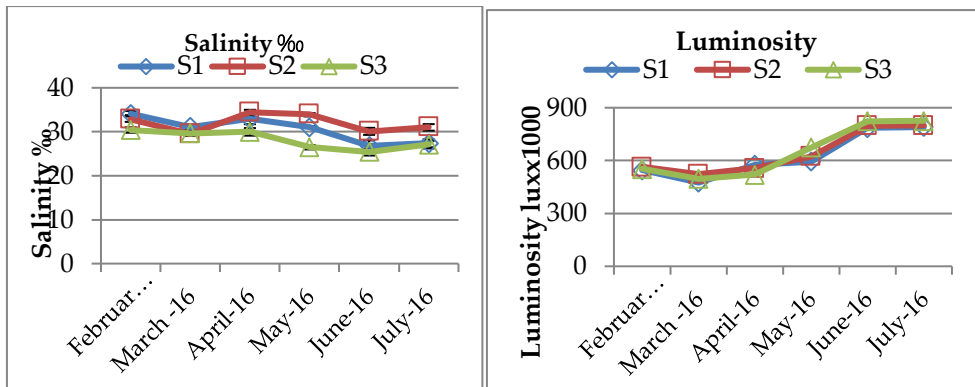 Salinity ‰
S1 S2 S3
Salinity ‰
40
30
20
10
0
Februar…
March -16
April-16
May-16
June-16
July-16
Luminosity
S1 S2 S3
Luminosity luxx1000
900
600
300
0
Februar…
March -16
April-16
May-16
June-16
July-16